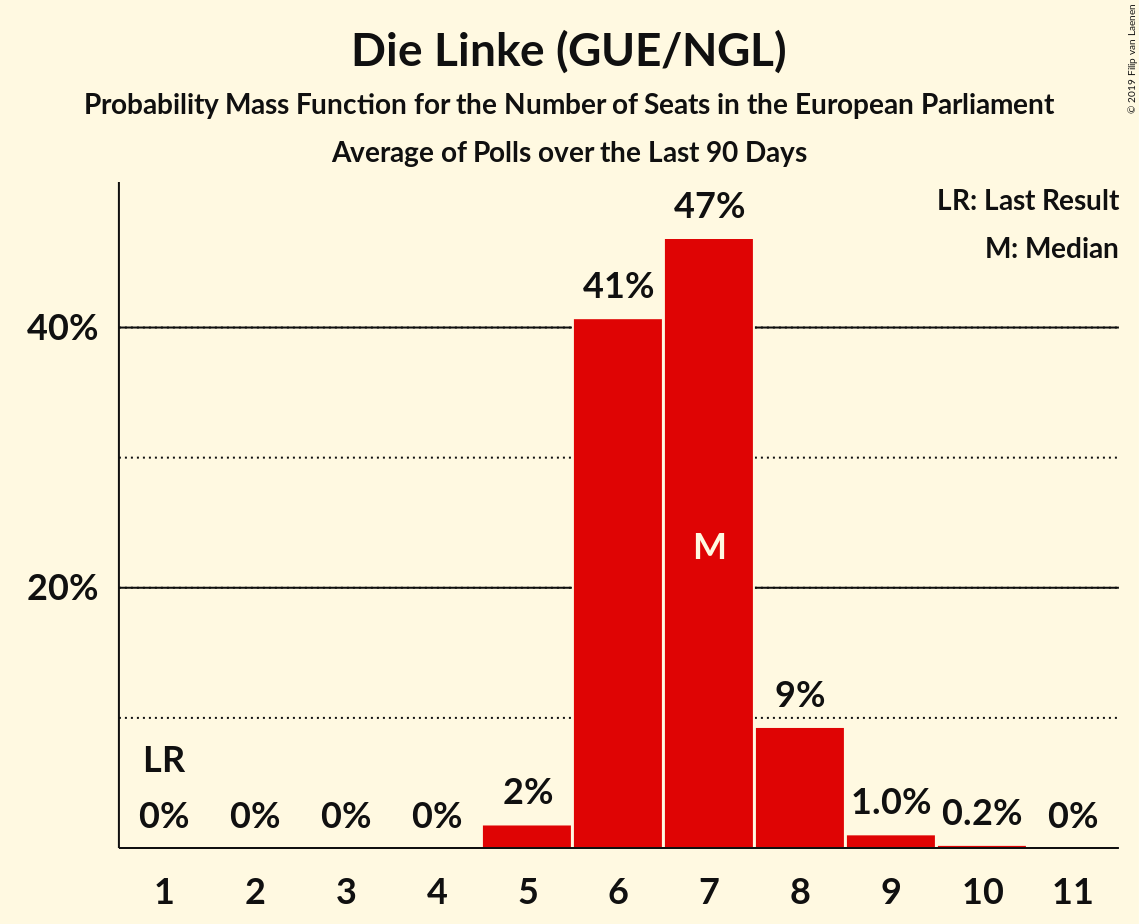 Die Linke (GUE/NGL)
Probability Mass Function for the Number of Seats in the European Parliament
Average of Polls over the Last 90 Days
© 2019 Filip van Laenen
LR: Last Result
M: Median
47%
41%
40%
M
20%
9%
LR
2%
1.0%
0.2%
0%
0%
0%
0%
0%
1 2 3 4 5 6 7 8 9 10 11